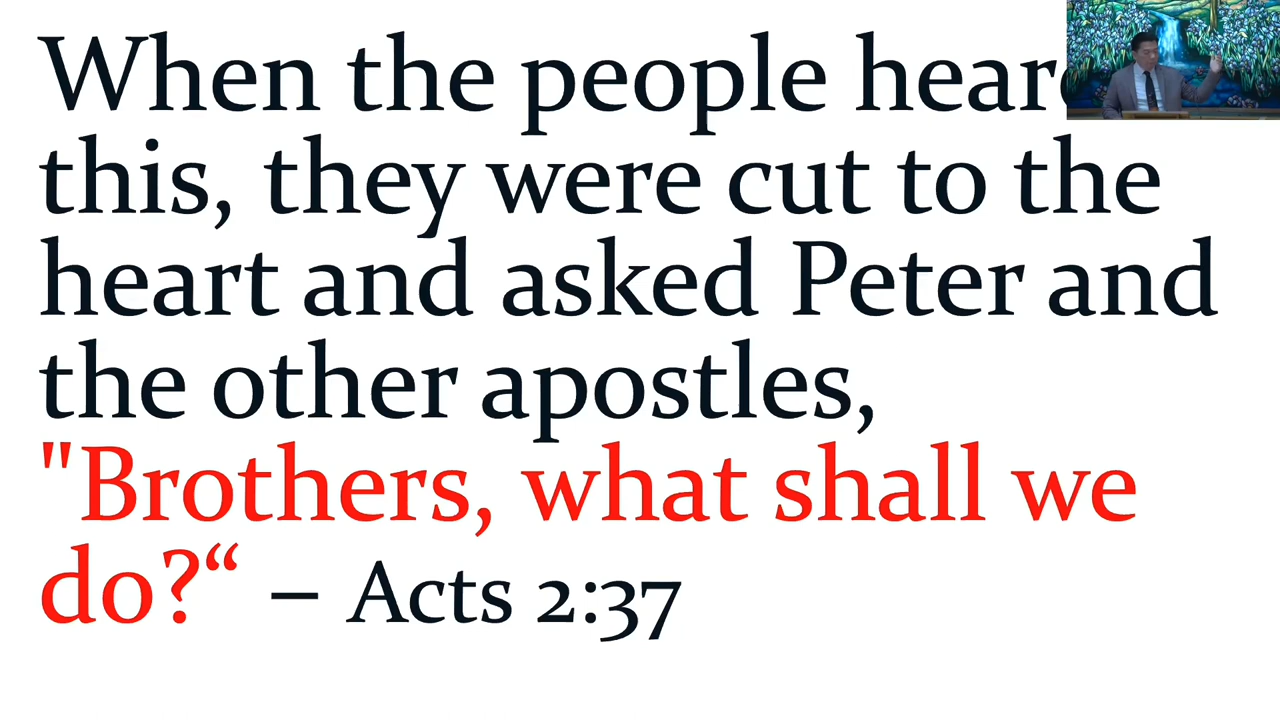 When the people heard
this, they were cut to the
heart and asked Peter and
the other apostles,
"Brothers, what shall we
do?“ – Acts 2:37